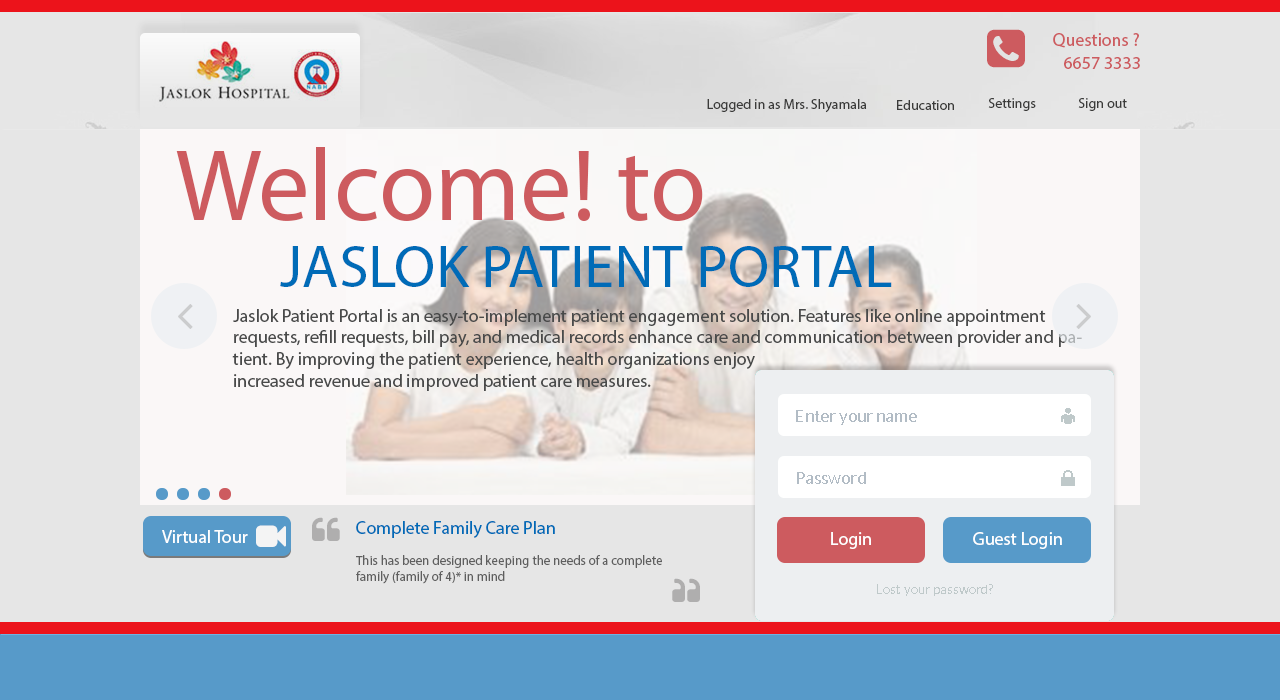 Questions ?
JASLOK HOSPITAL
NABH
6657 3333
Logged in as Mrs. Shyamala
Education
Settings
Sign out
Welcome! to
JASLOK PATIENT PORTAL
Jaslok Patient Portal is an easy-to-implement patient engagement solution. Features like online appointment
requests, refill requests, bill pay, and medical records enhance care and communication between provider and pa-
tient. By improving the patient experience, health organizations enjoy
increased revenue and improved patient care measures.
Enter your name
Password
Login
Guest Login
Lost your password?
Virtual Tour
Complete Family Care Plan
This has been designed keeping the needs of a complete
family (family of 4)* in mind